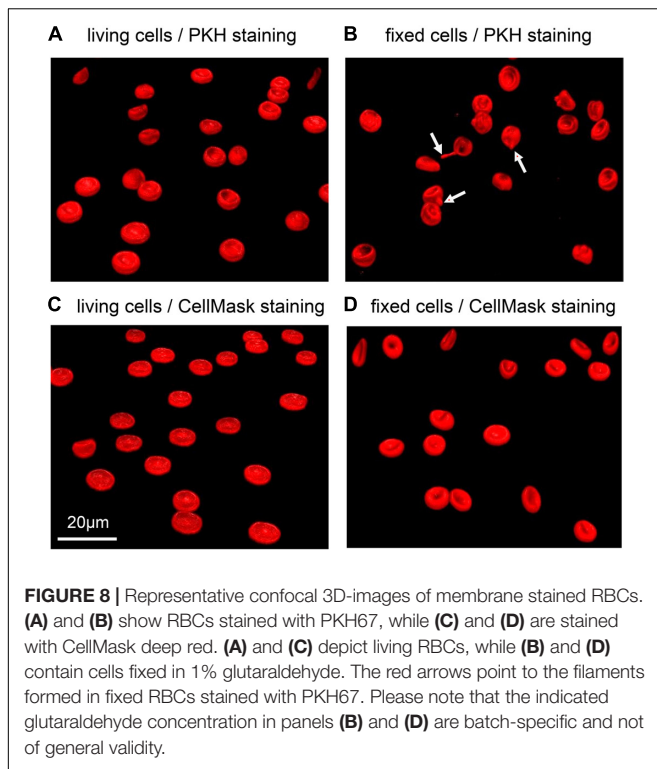 A living cells / PKH staining
B fixed cells / PKH staining
C living cells / CellMask staining
D fixed cells / CellMask staining
20µm
FIGURE 8 | Representative confocal 3D-images of membrane stained RBCs.
(A) and (B) show RBCs stained with PKH67, while (C) and (D) are stained
with CellMask deep red. (A) and (C) depict living RBCs, while (B) and (D)
contain cells fixed in 1% glutaraldehyde. The red arrows point to the filaments
formed in fixed RBCs stained with PKH67. Please note that the indicated
glutaraldehyde concentration in panels (B) and (D) are batch-specific and not
of general validity.